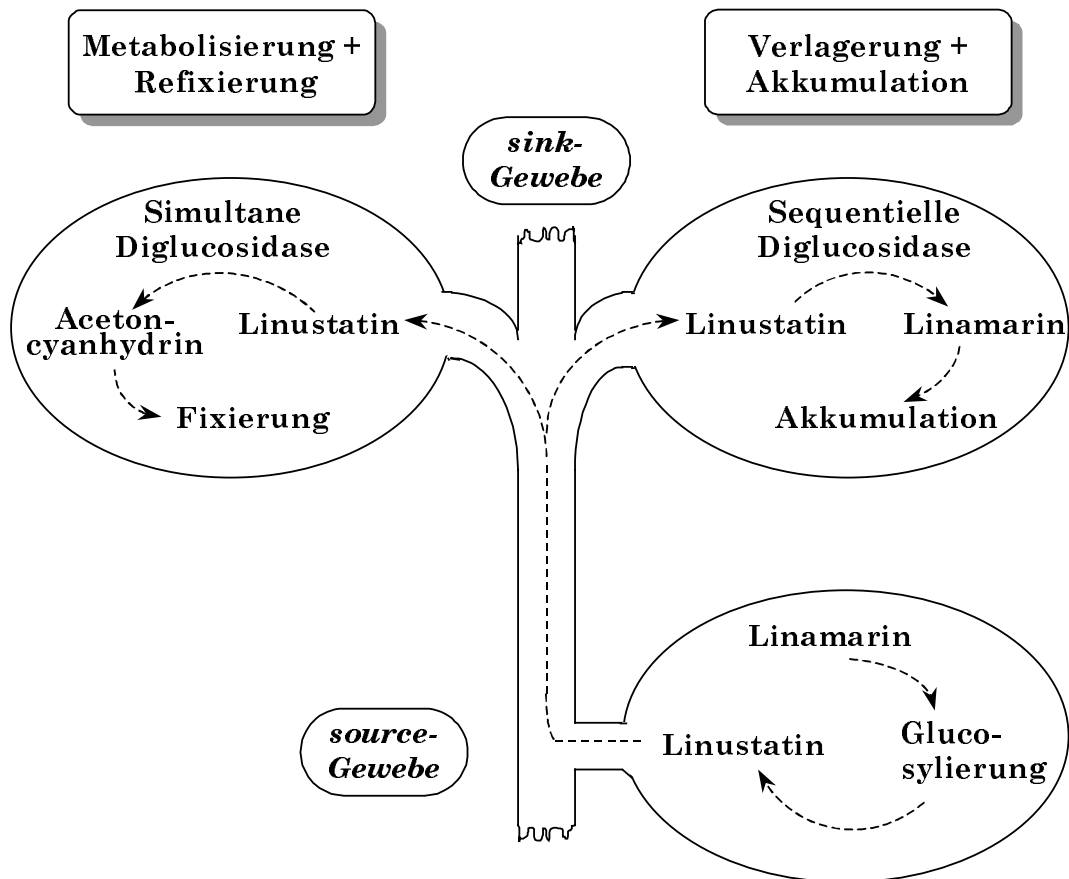 Metabolisierung +
Refixierung
Verlagerung +
Akkumulation
sink-
Gewebe
Simultane
Diglucosidase
Aceton-
cyanhydrin
Linustatin
Fixierung
Sequentielle
Diglucosidase
Linustatin
Linamarin
Akkumulation
source-
Gewebe
Linamarin
Gluco-
sylierung
Linustatin